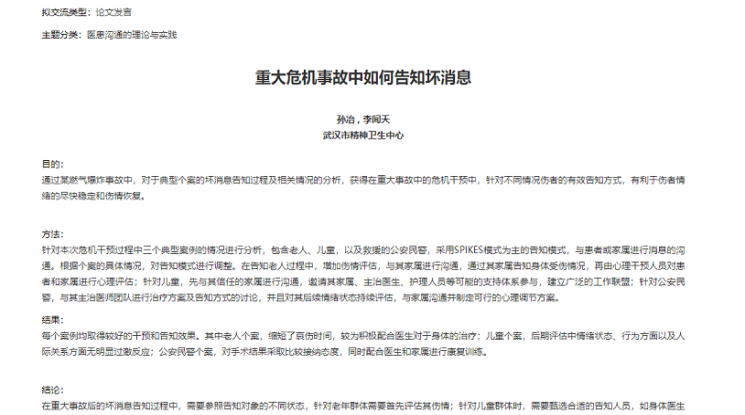 拟交流类型：论文发言
主题分类：医患沟通的理论与实践
重大危机事故中如何告知坏消息
孙冶 , 李闻天
武汉市精神卫生中心
目的：
通过某燃气爆炸事故中，对于典型个案的坏消息告知过程及相关情况的分析，获得在重大事故中的危机干预中，针对不同情况伤者的有效告知方式，有利于伤者情
绪的尽快稳定和伤情恢复。
方法：
针对本次危机干预过程中三个典型案例的情况进行分析，包含老人、儿童，以及救援的公安民警，采用SPIKES模式为主的告知模式，与患者或家属进行消息的沟
通。根据个案的具体情况，对告知模式进行调整。在告知老人过程中，增加伤情评估，与其家属进行沟通，通过其家属告知身体受伤情况，再由心理干预人员对患
者和家属进行心理评估；针对儿童，先与其信任的家属进行沟通，邀请其家属、主治医生、护理人员等可能的支持体系参与，建立广泛的工作联盟；针对公安民
警，与其主治医师团队进行治疗方案及告知方式的讨论，并且对其后续情绪状态持续评估，与家属沟通并制定可行的心理调节方案。
结果：
每个案例均取得较好的干预和告知效果。其中老人个案，缩短了哀伤时间，较为积极配合医生对于身体的治疗；儿童个案，后期评估中情绪状态、行为方面以及人
际关系方面无明显过激反应；公安民警个案，对手术结果采取比较接纳态度，同时配合医生和家属进行康复训练。
结论：
在重大事故后的坏消息告知过程中，需要参照告知对象的不同状态，针对老年群体需要首先评估其伤情；针对儿童群体时，需要甄选合适的告知人员，如身体医生